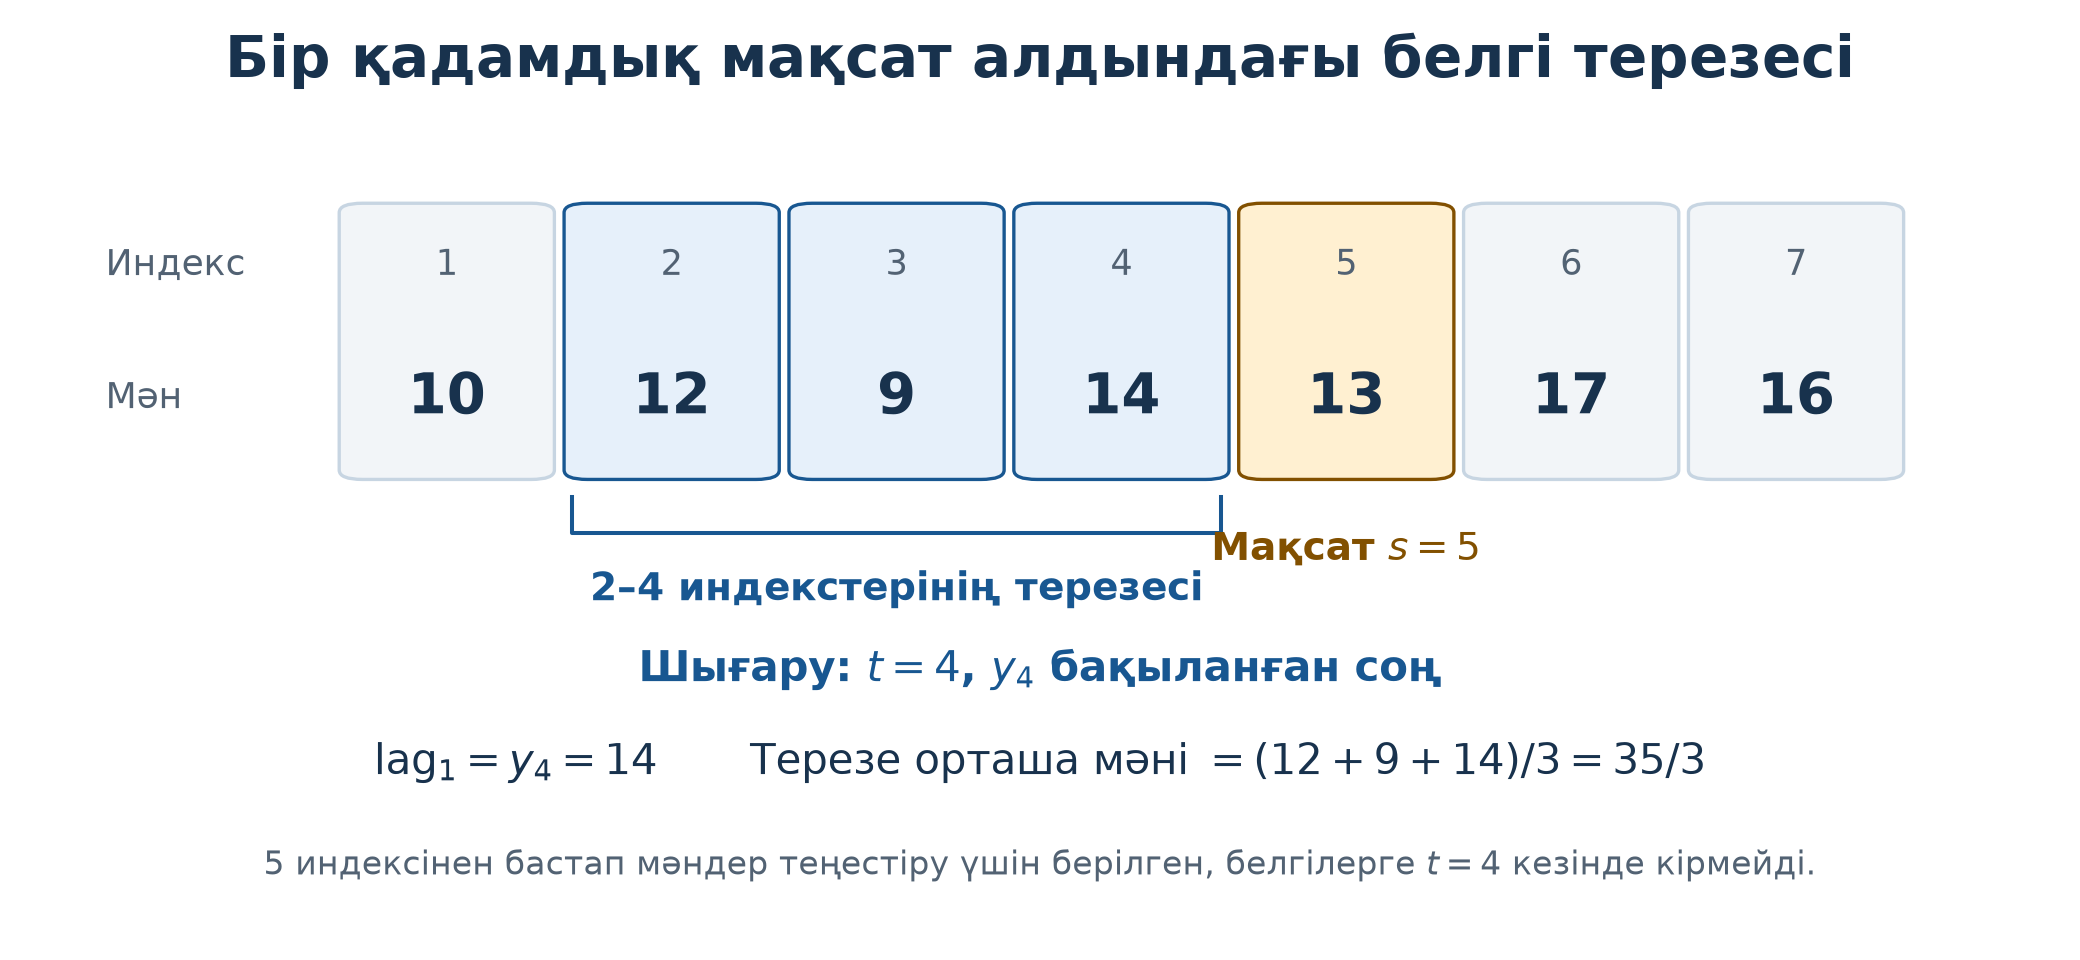 Бір қадамдық мақсат алдындағы белгі терезесі
Индекс 1 2 3 4 5 6 7
Мән 10 12 9 14 13 17 16
Мақсат s = 5
2–4 индекстерінің терезесі
Шығару: t = 4, y₄ бақыланған соң
lag₁ = y₄ = 14 Терезе орташа мәні = (12 + 9 + 14)/3 = 35/3
5 индексінен бастап мәндер теңестіру үшін берілген, белгілерге t = 4 кезінде кірмейді.